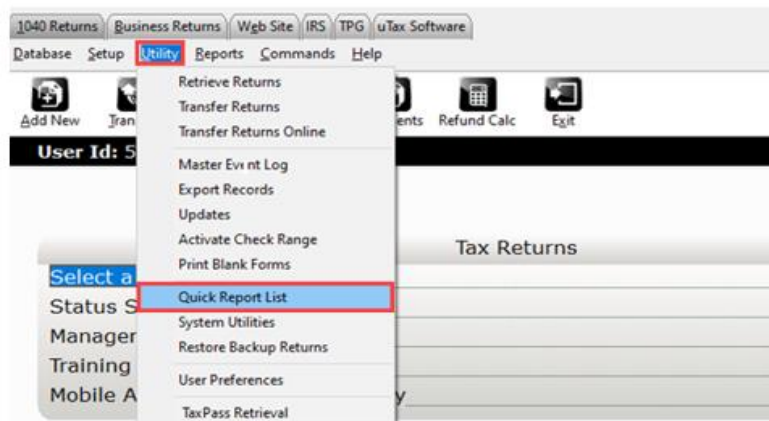 1040 Returns Business Returns Web Site IRS TPG uTax Software
Database Setup Utility Reports Commands Help
Add New Tran ents Refund Calc Exit
User Id: 5
Retrieve Returns
Transfer Returns
Transfer Returns Online
Master Event Log
Export Records
Updates
Activate Check Range
Print Blank Forms
Quick Report List
System Utilities
Restore Backup Returns
User Preferences
TaxPass Retrieval
Tax Returns
Select a
Status S
Manager
Training
Mobile A y